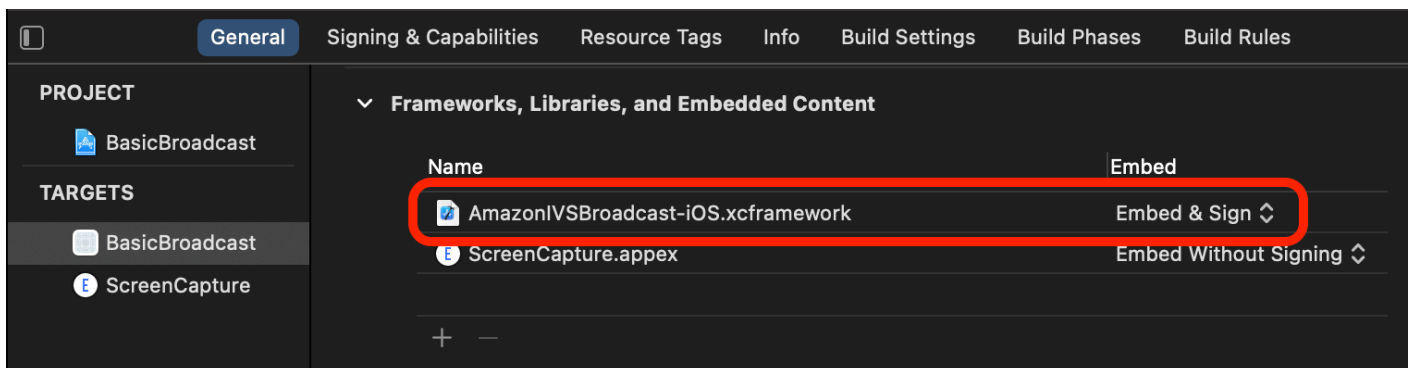 General Signing & Capabilities Resource Tags Info Build Settings Build Phases Build Rules
PROJECT
BasicBroadcast
TARGETS
BasicBroadcast
E ScreenCapture
Frameworks, Libraries, and Embedded Content
Name Embed
AmazonIVSBroadcast-iOS.xcframework Embed & Sign
E ScreenCapture.appex Embed Without Signing